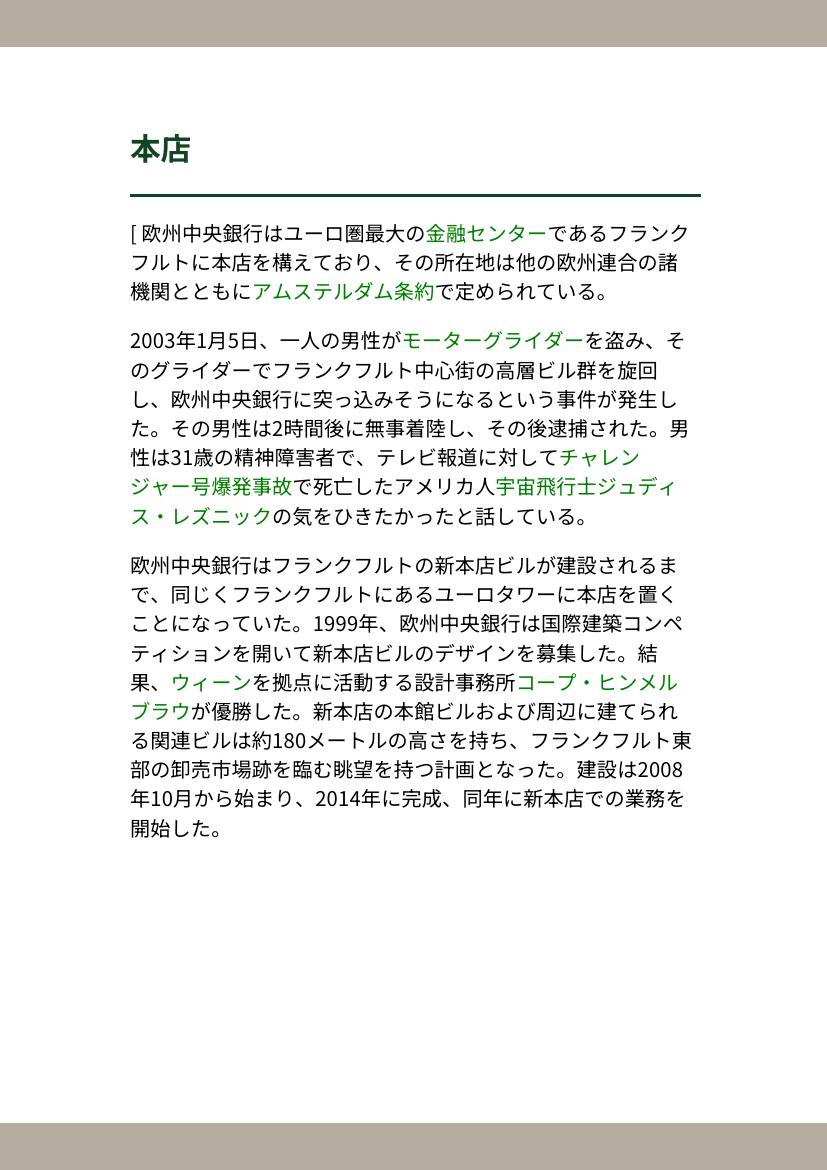 本店
[ 欧州中央銀行はユーロ圏最大の金融センターであるフランク
フルトに本店を構えており、その所在地は他の欧州連合の諸
機関とともにアムステルダム条約で定められている。
2003年1月5日、一人の男性がモーターグライダーを盗み、そ
のグライダーでフランクフルト中心街の高層ビル群を旋回
し、欧州中央銀行に突っ込みそうになるという事件が発生し
た。その男性は2時間後に無事着陸し、その後逮捕された。男
性は31歳の精神障害者で、テレビ報道に対してチャレン
ジャー号爆発事故で死亡したアメリカ人宇宙飛行士ジュディ
ス・レズニックの気をひきたかったと話している。
欧州中央銀行はフランクフルトの新本店ビルが建設されるま
で、同じくフランクフルトにあるユーロタワーに本店を置く
ことになっていた。1999年、欧州中央銀行は国際建築コンペ
ティションを開いて新本店ビルのデザインを募集した。結
果、ウィーンを拠点に活動する設計事務所コープ・ヒンメル
ブラウが優勝した。新本店の本館ビルおよび周辺に建てられ
る関連ビルは約180メートルの高さを持ち、フランクフルト東
部の卸売市場跡を臨む眺望を持つ計画となった。建設は2008
年10月から始まり、2014年に完成、同年に新本店での業務を
開始した。